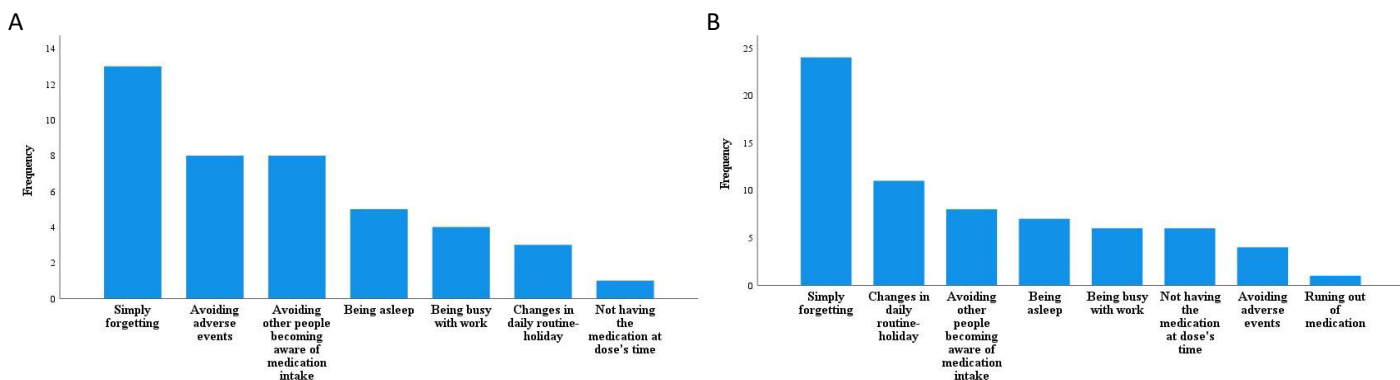 A
Frequency
14
12
10
8
6
4
2
0
Simply
forgetting
Avoiding
adverse
events
Avoiding
other people
becoming
aware of
medication
intake
Being asleep
Being busy
with work
Changes in
daily routine-
holiday
Not having
the
medication at
dose's time
B
Frequency
25
20
15
10
5
0
Simply
forgetting
Changes in
daily
routine-
holiday
Avoiding
other people
becoming
aware of
medication
intake
Being
asleep
Being busy
with work
Not having
the
medication
at dose's
time
Avoiding
adverse
events
Runing out
of
medication